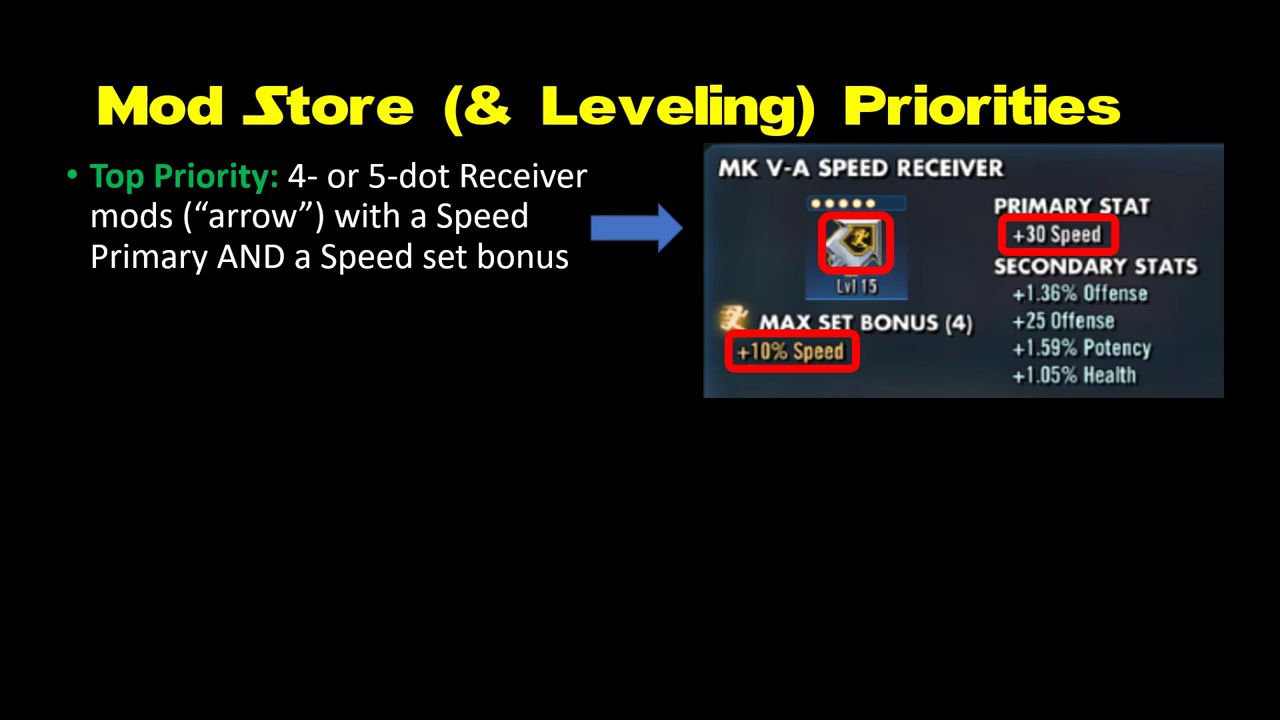 Mod Store (& Leveling) Priorities
• Top Priority: 4- or 5-dot Receiver
mods (“arrow”) with a Speed
Primary AND a Speed set bonus
MK V-A SPEED RECEIVER
Lvl 15
MAX SET BONUS (4)
+10% Speed
PRIMARY STAT
+30 Speed
SECONDARY STATS
+1.36% Offense
+25 Offense
+1.59% Potency
+1.05% Health